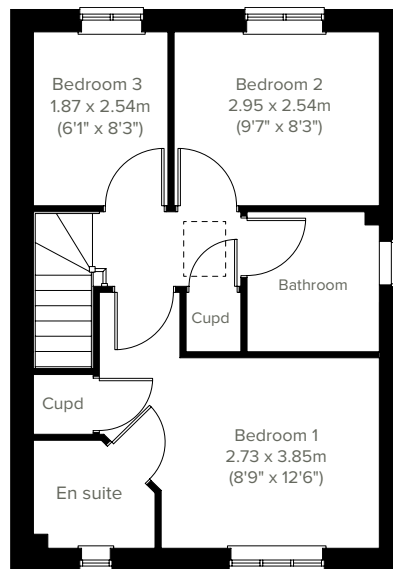 Bedroom 3
1.87 x 2.54m
(6'1" x 8'3")
Bedroom 2
2.95 x 2.54m
(9'7" x 8'3")
Bathroom
Cupd
Cupd
Bedroom 1
2.73 x 3.85m
(8'9" x 12'6")
En suite